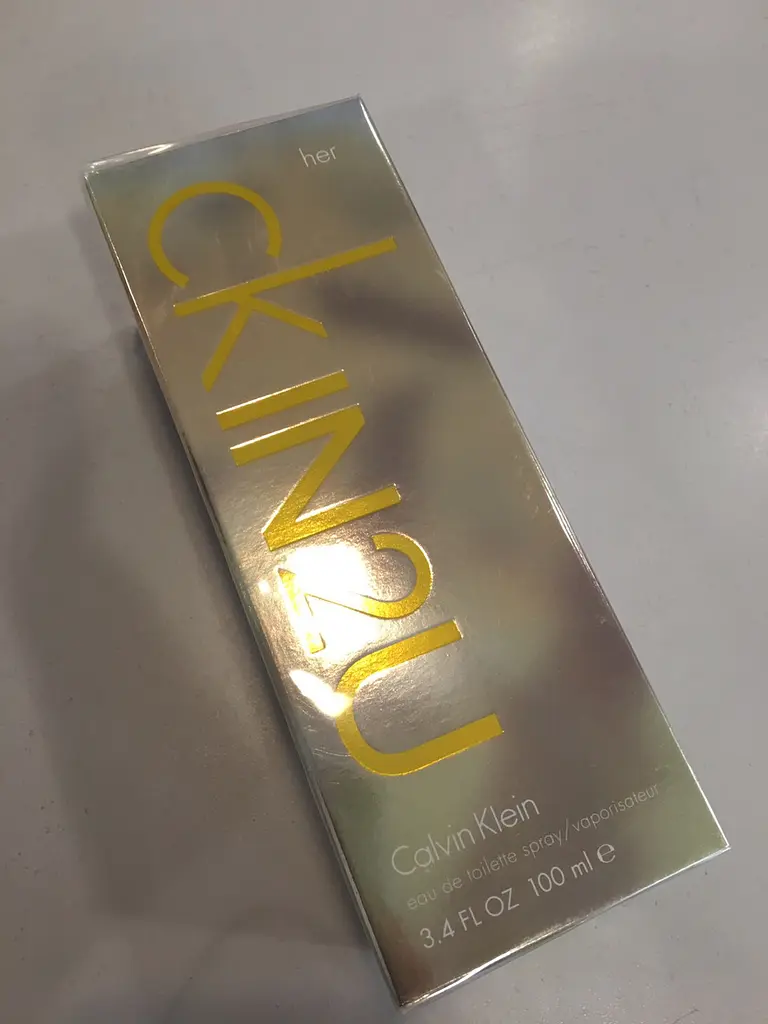 her
ckIN2U
Calvin Klein
eau de toilette spray/vaporisateur
3.4 FL OZ 100 ml ℮